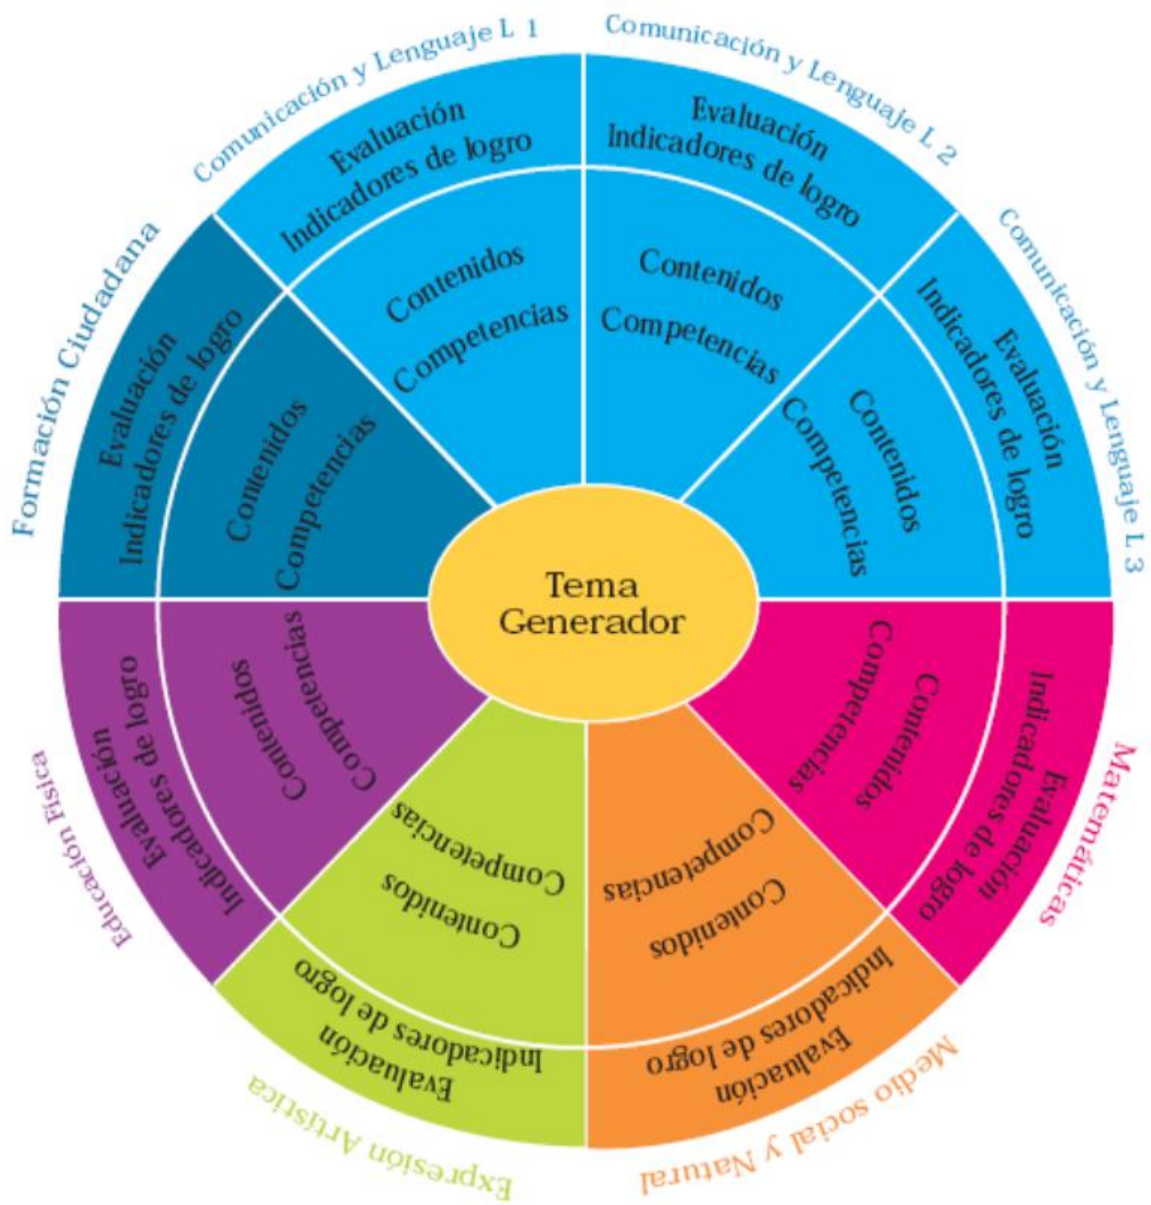 Comunicación y Lenguaje L 1
Evaluación
Indicadores de logro
Contenidos
Competencias
Comunicación y Lenguaje L 2
Evaluación
Indicadores de logro
Contenidos
Competencias
Comunicación y Lenguaje L 3
Evaluación
Indicadores de logro
Contenidos
Competencias
Matemáticas
Evaluación
Indicadores de logro
Contenidos
Competencias
Medio social y Natural
Evaluación
Indicadores de logro
Contenidos
Competencias
Expresión Artística
Evaluación
Indicadores de logro
Contenidos
Competencias
Educación Física
Evaluación
Indicadores de logro
Contenidos
Competencias
Formación Ciudadana
Evaluación
Indicadores de logro
Contenidos
Competencias
Tema
Generador